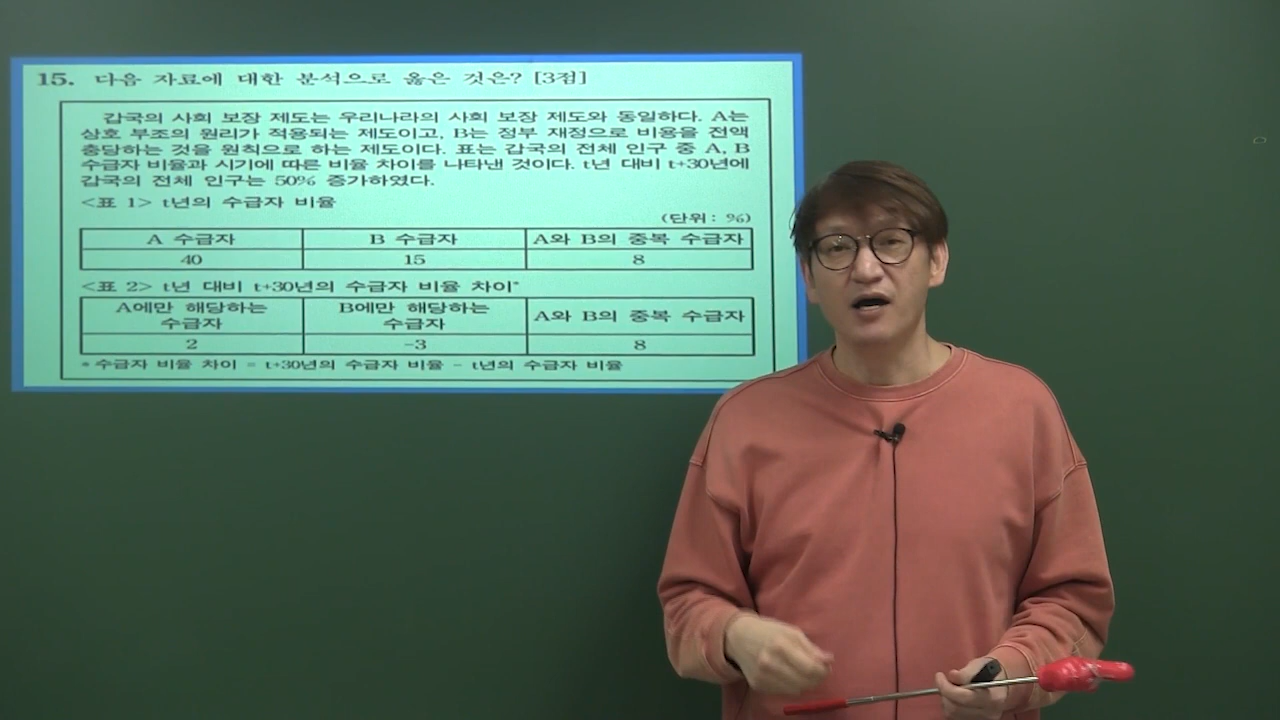 15. 다음 자료에 대한 분석으로 옳은 것은? [3점]
갑국의 사회 보장 제도는 우리나라의 사회 보장 제도와 동일하다. A는
상호 부조의 원리가 적용되는 제도이고, B는 정부 재정으로 비용을 전액
충당하는 것을 원칙으로 하는 제도이다. 표는 갑국의 전체 인구 중 A, B
수급자 비율과 시기에 따른 비율 차이를 나타낸 것이다. t년 대비 t+30년에
갑국의 전체 인구는 50% 증가하였다.
<표 1> t년의 수급자 비율
(단위: %)
A 수급자 B 수급자 A와 B의 중복 수급자
40 15 8
<표 2> t년 대비 t+30년의 수급자 비율 차이*
A에만 해당하는 수급자 B에만 해당하는 수급자 A와 B의 중복 수급자
2 -3 8
* 수급자 비율 차이 = t+30년의 수급자 비율 - t년의 수급자 비율